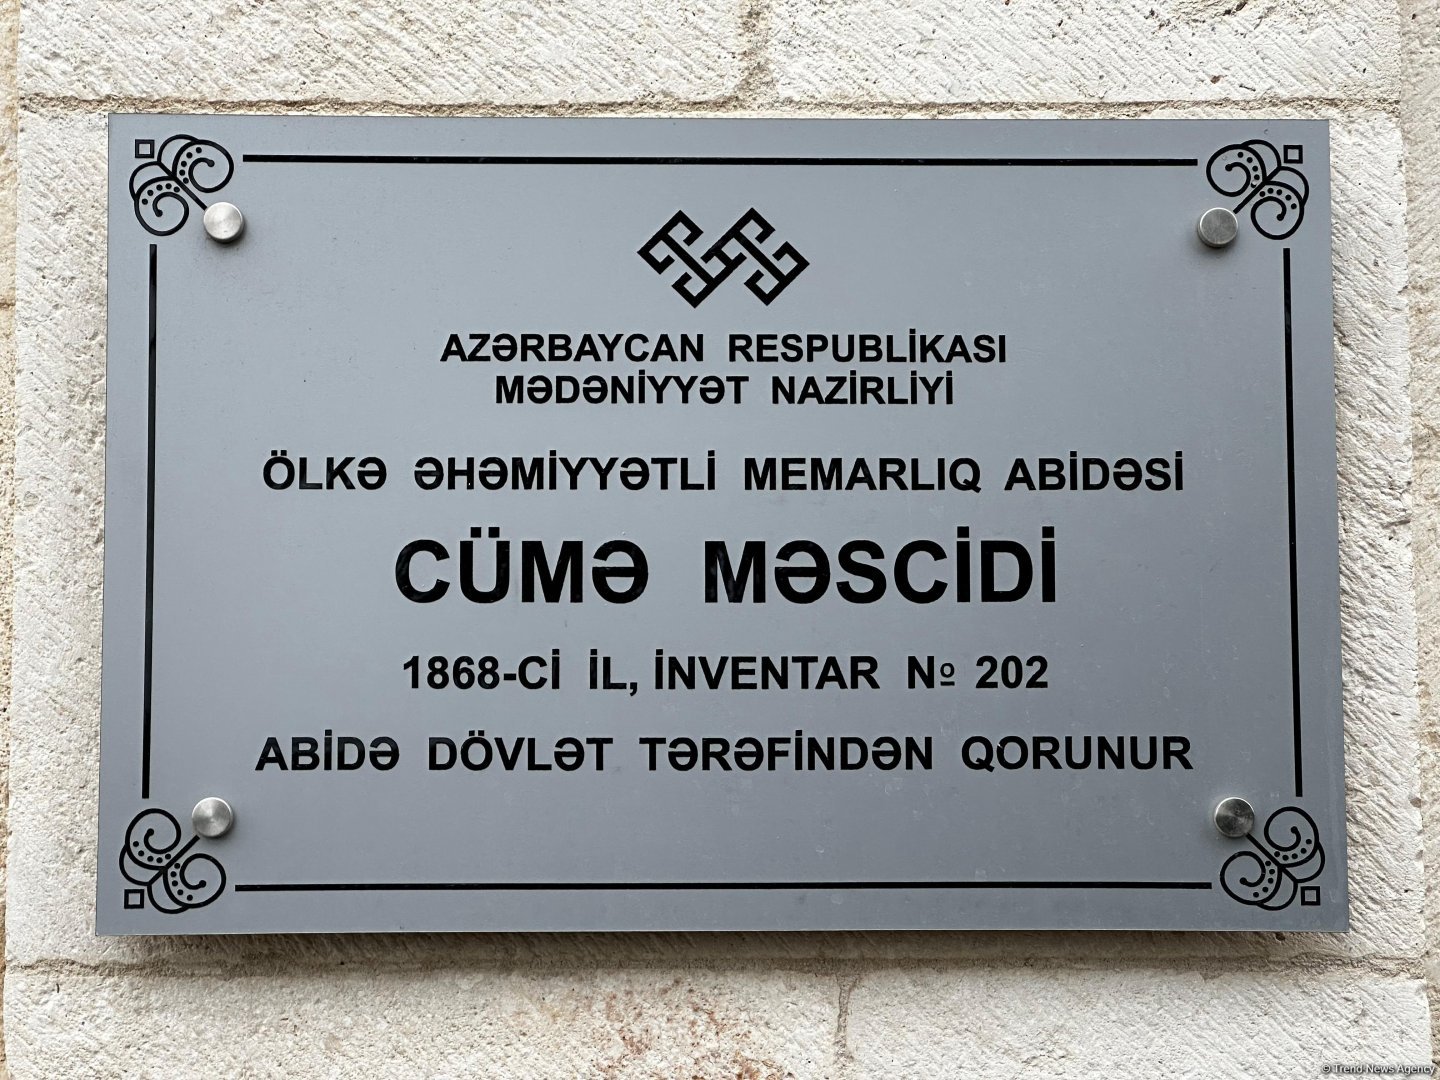 AZƏRBAYCAN RESPUBLİKASI
MƏDƏNİYYƏT NAZİRLİYİ
ÖLKƏ ƏHƏMİYYƏTLİ MEMARLIQ ABİDƏSİ
CÜMƏ MƏSCİDİ
1868-Cİ İL, İNVENTAR № 202
ABİDƏ DÖVLƏT TƏRƏFİNDƏN QORUNUR
© Trend News Agency